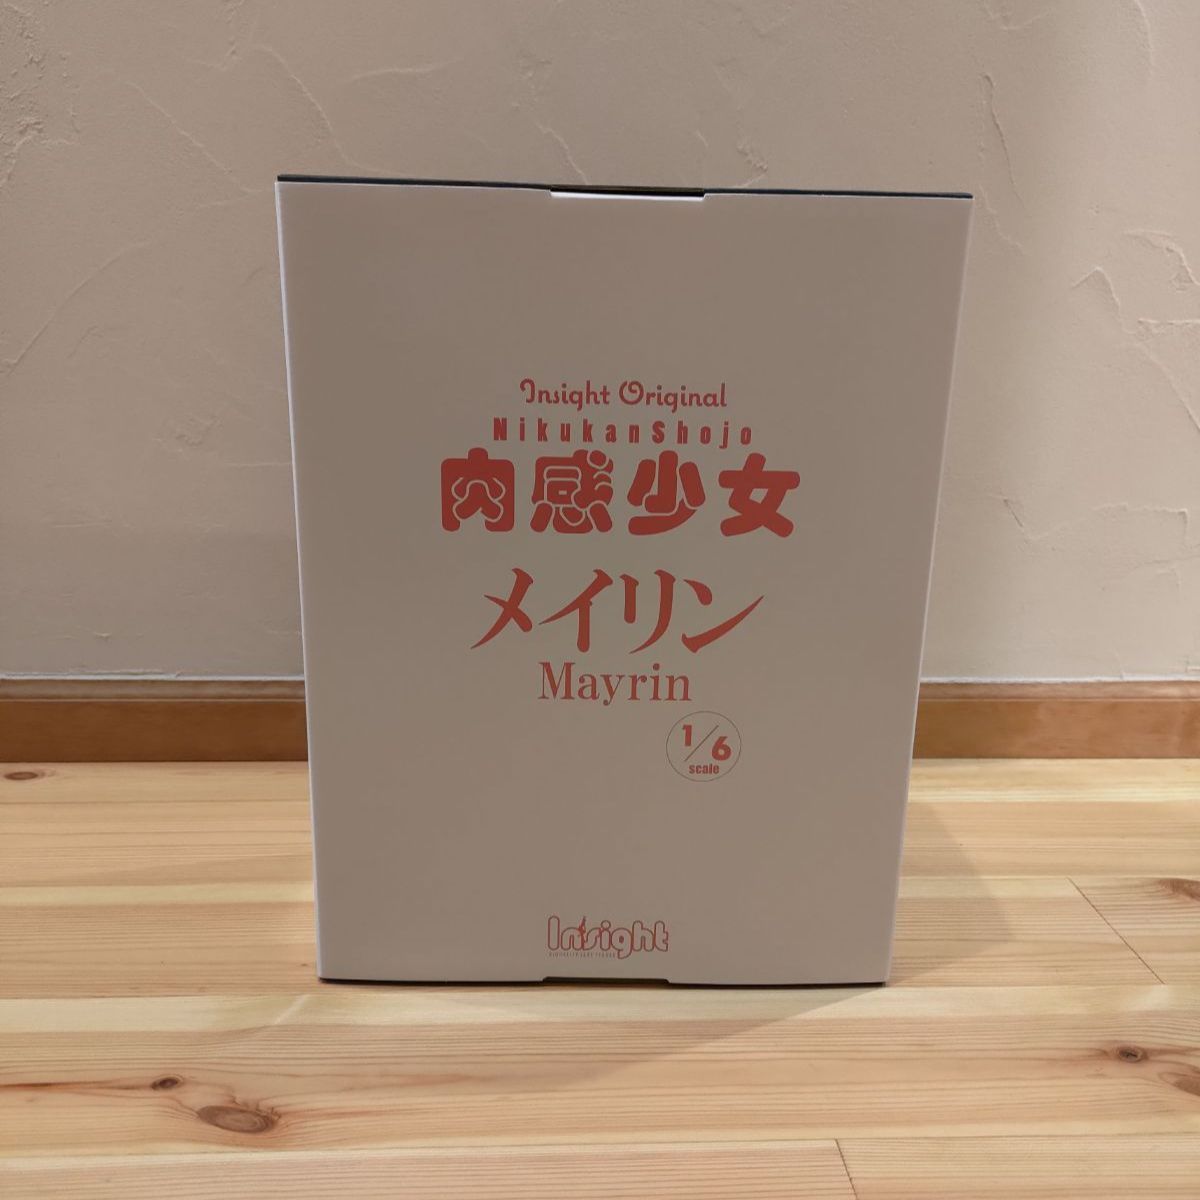 Insight Original
NikukanShojo
肉感少女
メイリン
Mayrin
1/6
scale
Insight